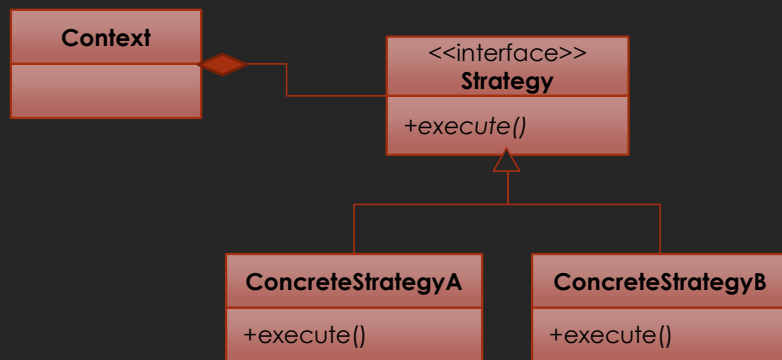 Context
<<interface>>
Strategy
+execute()
ConcreteStrategyA
+execute()
ConcreteStrategyB
+execute()